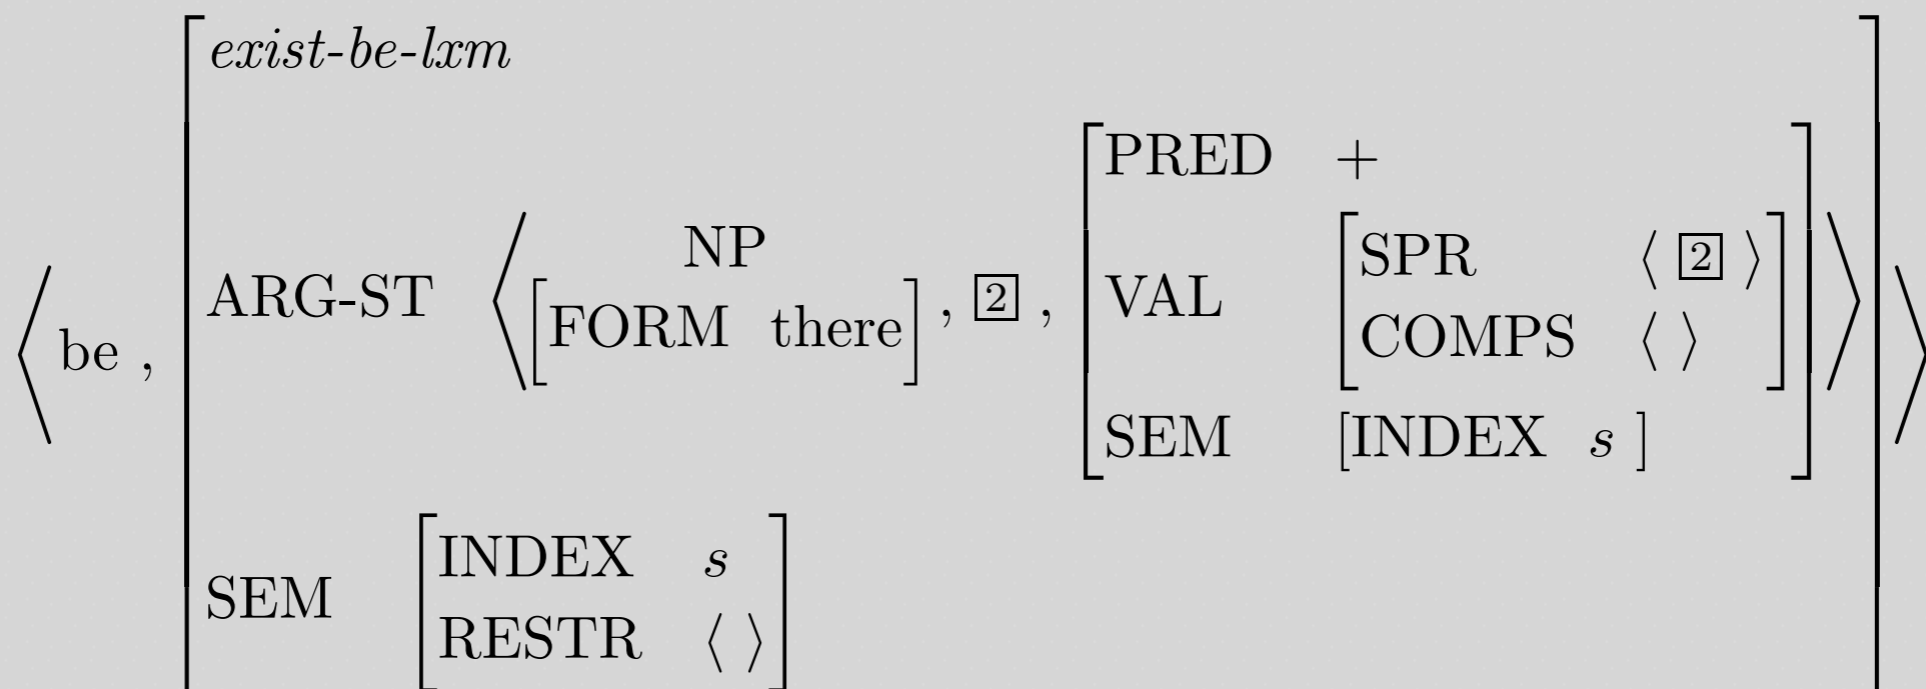 exist-be-lxm
PRED +
NP
SPR ⟨ 2 ⟩
ARG-ST ⟨ [FORM there] , 2 , VAL
COMPS ⟨ ⟩ ⟩
⟨ be , ⟩
SEM [INDEX s ]
INDEX s
SEM
RESTR ⟨ ⟩